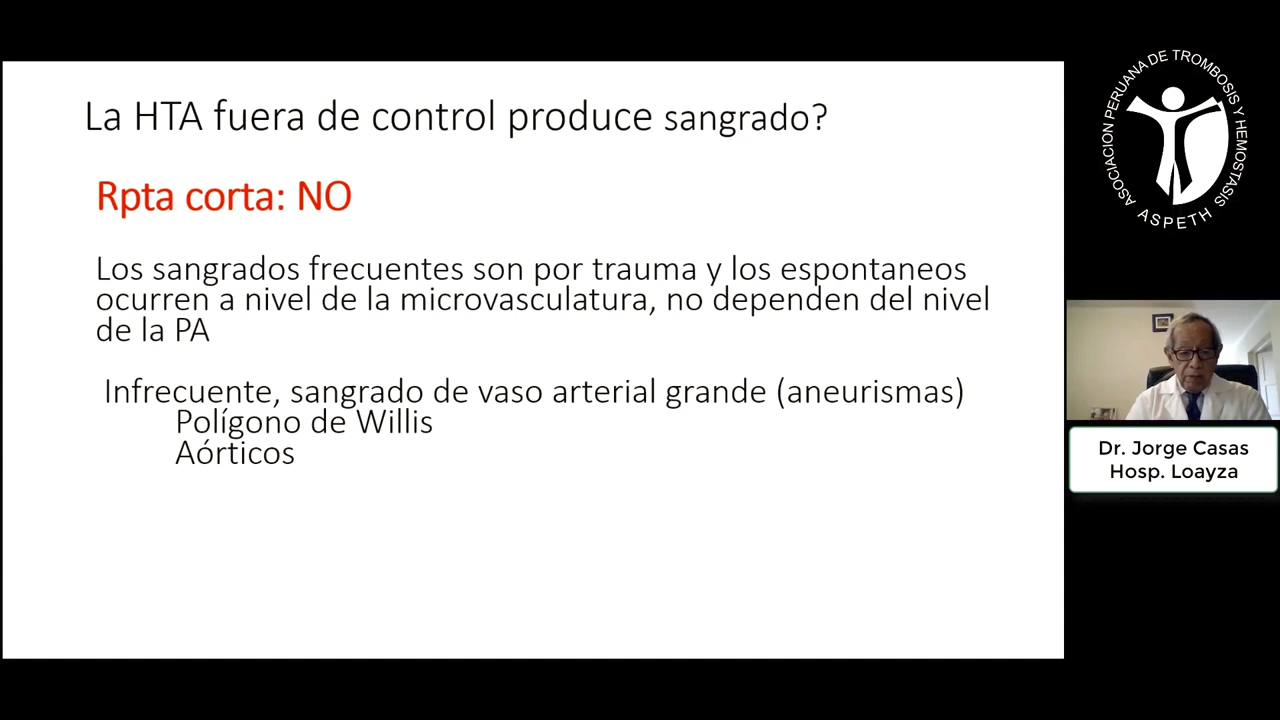 La HTA fuera de control produce sangrado?
Rpta corta: NO
Los sangrados frecuentes son por trauma y los espontaneos
ocurren a nivel de la microvasculatura, no dependen del nivel
de la PA
Infrecuente, sangrado de vaso arterial grande (aneurismas)
Polígono de Willis
Aórticos
ASOCIACION PERUANA DE TROMBOSIS Y HEMOSTASIS
ASPETH
Dr. Jorge Casas
Hosp. Loayza